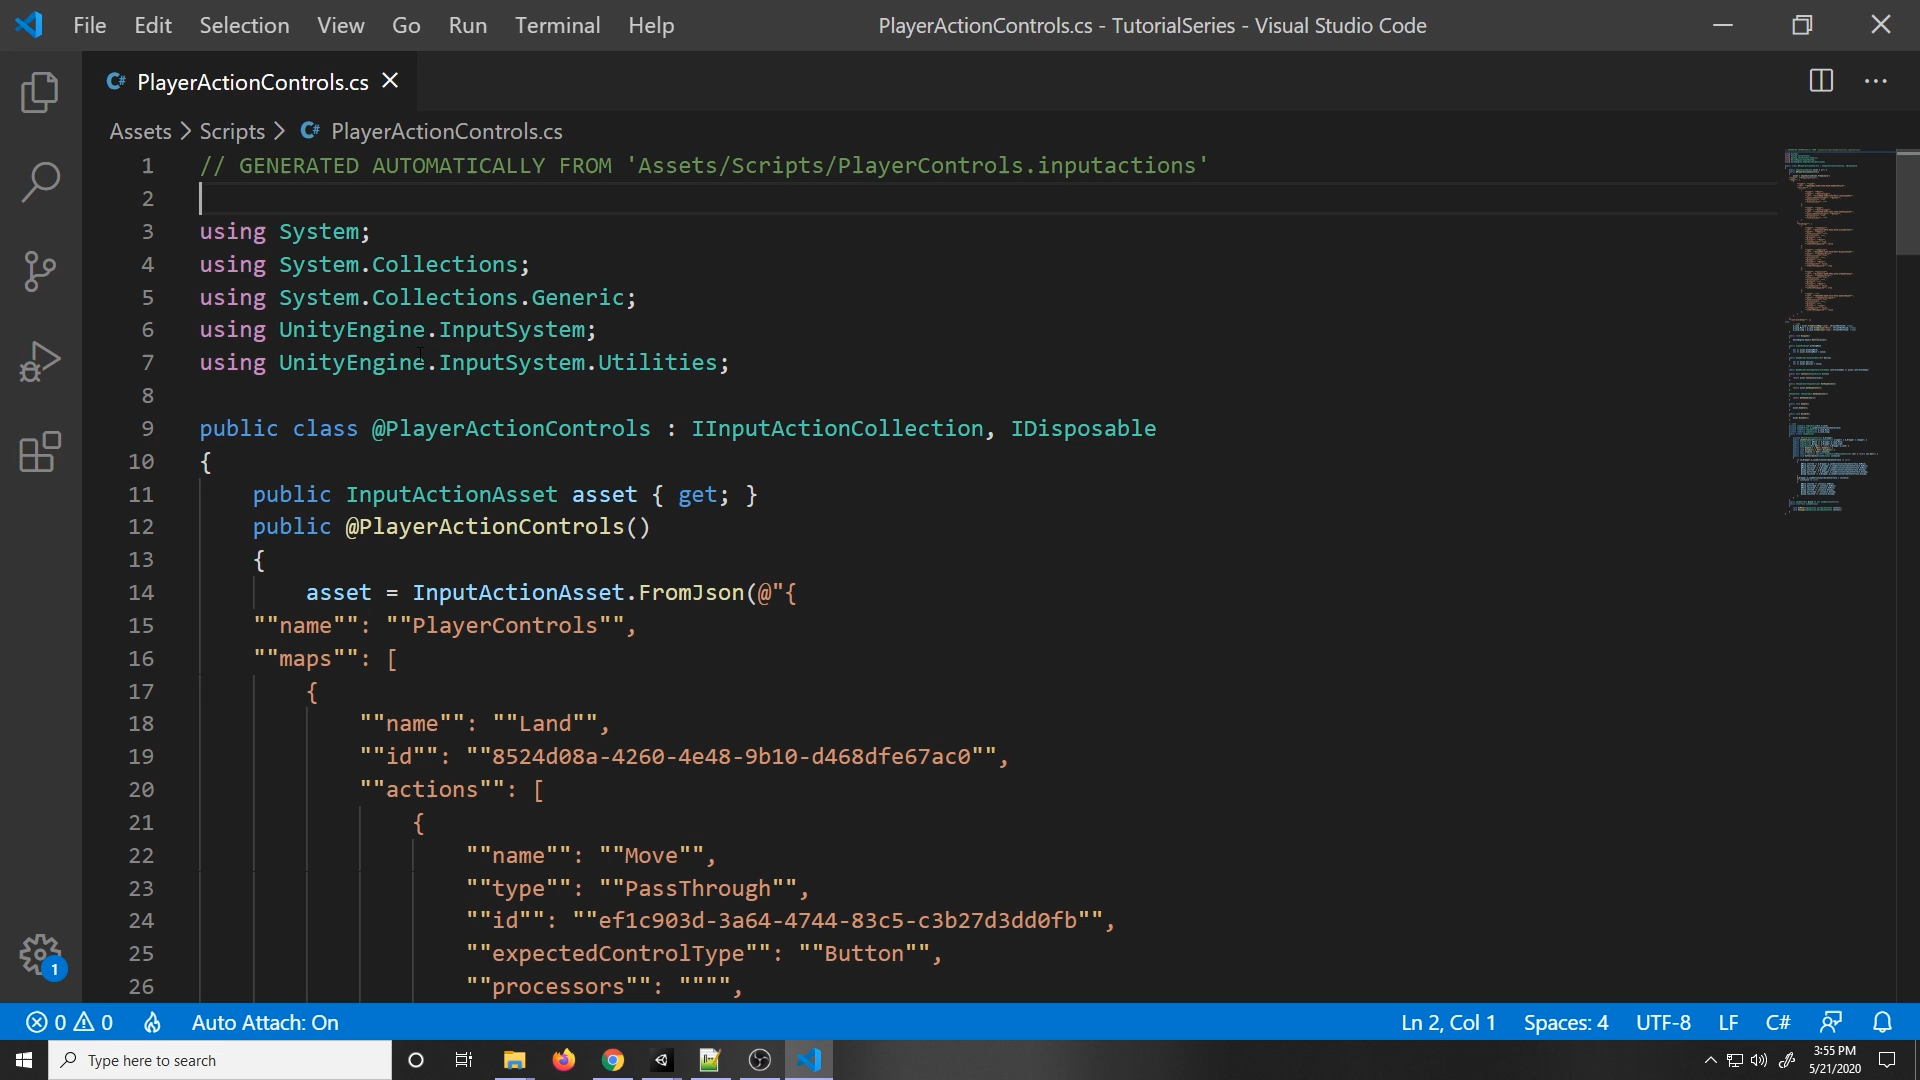 File Edit Selection View Go Run Terminal Help PlayerActionControls.cs - TutorialSeries - Visual Studio Code
C# PlayerActionControls.cs
Assets > Scripts > C# PlayerActionControls.cs
1 // GENERATED AUTOMATICALLY FROM 'Assets/Scripts/PlayerControls.inputactions'
2
3 using System;
4 using System.Collections;
5 using System.Collections.Generic;
6 using UnityEngine.InputSystem;
7 using UnityEngine.InputSystem.Utilities;
8
9 public class @PlayerActionControls : IInputActionCollection, IDisposable
10 {
11 public InputActionAsset asset { get; }
12 public @PlayerActionControls()
13 {
14 asset = InputActionAsset.FromJson(@"{
15 ""name"": ""PlayerControls"",
16 ""maps"": [
17 {
18 ""name"": ""Land"",
19 ""id"": ""8524d08a-4260-4e48-9b10-d468dfe67ac0"",
20 ""actions"": [
21 {
22 ""name"": ""Move"",
23 ""type"": ""PassThrough"",
24 ""id"": ""ef1c903d-3a64-4744-83c5-c3b27d3dd0fb"",
25 ""expectedControlType"": ""Button"",
26 ""processors"": """",
1
0 0 Auto Attach: On Ln 2, Col 1 Spaces: 4 UTF-8 LF C#
Type here to search
3:55 PM
5/21/2020